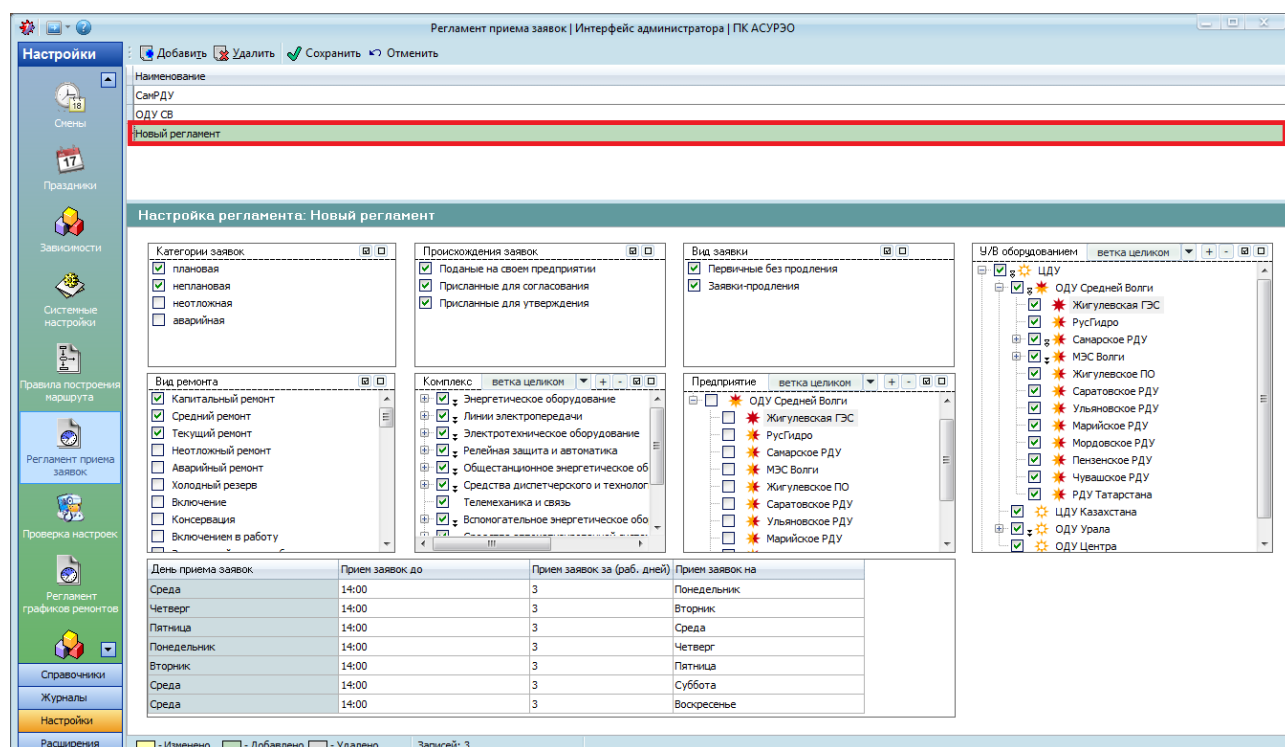 Регламент приема заявок | Интерфейс администратора | ПК АСУРЭО
Настройки
Добавить Удалить Сохранить Отменить
Наименование
СамРДУ
ОДУ СВ
Новый регламент
18
Смены
17
Праздники
Зависимости
Системные
настройки
Правила построения
маршрута
Регламент приема
заявок
Проверка настроек
Регламент
графиков ремонтов
Справочники
Журналы
Настройки
Расширения
Настройка регламента: Новый регламент
Категории заявок
плановая
неплановая
неотложная
аварийная
Происхождения заявок
Поданые на своем предприятии
Присланные для согласования
Присланные для утверждения
Вид заявки
Первичные без продления
Заявки-продления
У/В оборудованием ветка целиком + -
ЦДУ
ОДУ Средней Волги
Жигулевская ГЭС
РусГидро
Самарское РДУ
МЭС Волги
Жигулевское ПО
Саратовское РДУ
Ульяновское РДУ
Марийское РДУ
Мордовское РДУ
Пензенское РДУ
Чувашское РДУ
РДУ Татарстана
ЦДУ Казахстана
ОДУ Урала
ОДУ Центра
Вид ремонта
Капитальный ремонт
Средний ремонт
Текущий ремонт
Неотложный ремонт
Аварийный ремонт
Холодный резерв
Включение
Консервация
Включением в работу
Комплекс ветка целиком + -
Энергетическое оборудование
Линии электропередачи
Электротехническое оборудование
Релейная защита и автоматика
Общестанционное энергетическое об
Средства диспетчерского и технолог
Телемеханика и связь
Вспомогательное энергетическое обо
Предприятие ветка целиком + -
ОДУ Средней Волги
Жигулевская ГЭС
РусГидро
Самарское РДУ
МЭС Волги
Жигулевское ПО
Саратовское РДУ
Ульяновское РДУ
Марийское РДУ
День приема заявок Прием заявок до Прием заявок за (раб. дней) Прием заявок на
Среда 14:00 3 Понедельник
Четверг 14:00 3 Вторник
Пятница 14:00 3 Среда
Понедельник 14:00 3 Четверг
Вторник 14:00 3 Пятница
Среда 14:00 3 Суббота
Среда 14:00 3 Воскресенье
- Изменено - Добавлено - Удалено Записей: 3